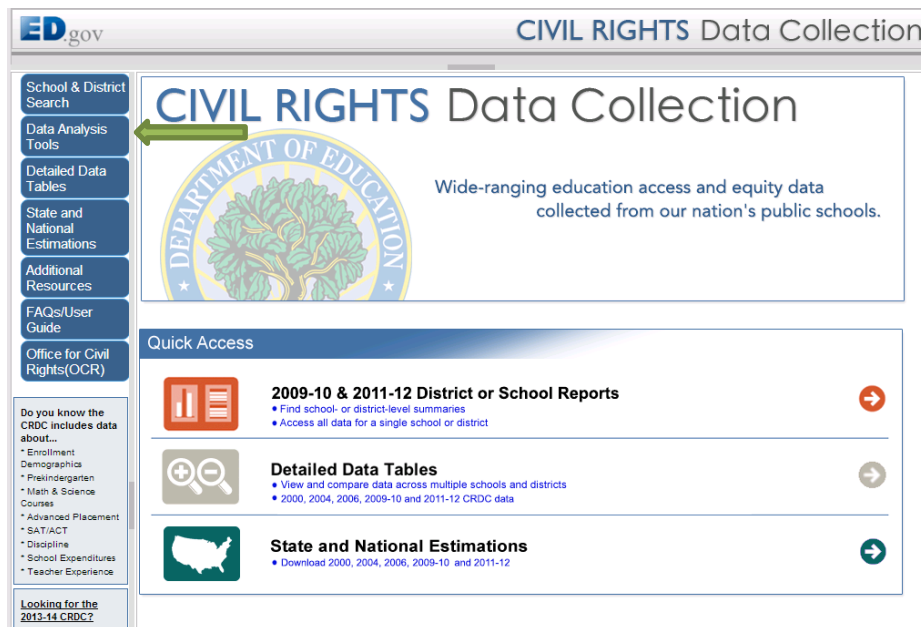 ED.gov
CIVIL RIGHTS Data Collection
School & District
Search
Data Analysis
Tools
Detailed Data
Tables
State and
National
Estimations
Additional
Resources
FAQs/User
Guide
Office for Civil
Rights(OCR)
Do you know the
CRDC includes data
about...
* Enrollment
Demographics
* Prekindergarten
* Math & Science
Courses
* Advanced Placement
* SAT/ACT
* Discipline
* School Expenditures
* Teacher Experience
Looking for the
2013-14 CRDC?
CIVIL RIGHTS Data Collection
DEPARTMENT OF EDUCATION
Wide-ranging education access and equity data
collected from our nation's public schools.
Quick Access
2009-10 & 2011-12 District or School Reports
• Find school- or district-level summaries
• Access all data for a single school or district
Detailed Data Tables
• View and compare data across multiple schools and districts
• 2000, 2004, 2006, 2009-10 and 2011-12 CRDC data
State and National Estimations
• Download 2000, 2004, 2006, 2009-10 and 2011-12